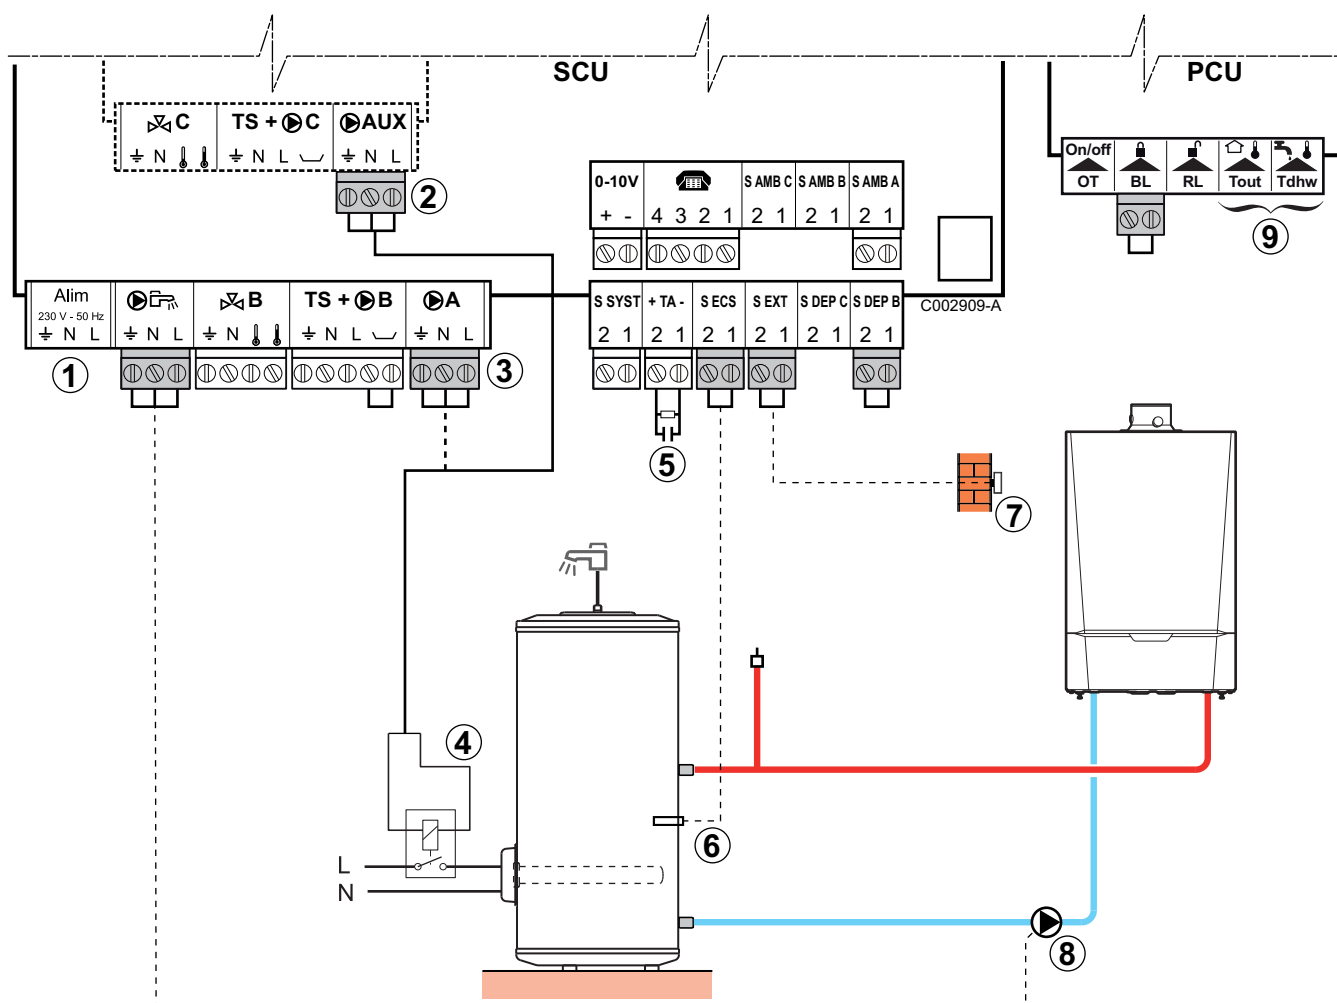 SCU
PCU
C
TS + C
AUX
N
N L
N L
2
0-10V
S AMB C
S AMB B
S AMB A
+ -
4 3 2 1
2 1
2 1
2 1
On/off
OT
BL
RL
Tout
Tdhw
9
C002909-A
Alim
230 V - 50 Hz
N L
N L
B
N
TS + B
N L
A
N L
1
3
S SYST
+ TA -
S ECS
S EXT
S DEP C
S DEP B
2 1
2 1
2 1
2 1
2 1
2 1
5
7
4
6
L
N
8